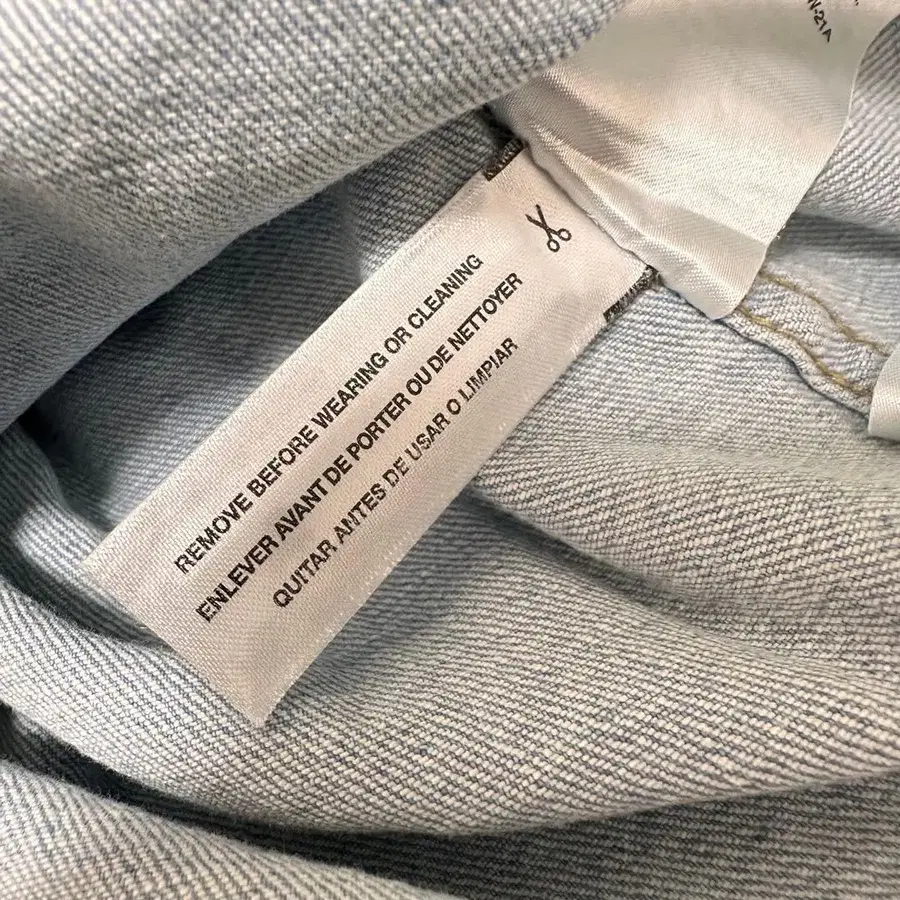 REMOVE BEFORE WEARING OR CLEANING
ENLEVER AVANT DE PORTER OU DE NETTOYER
QUITAR ANTES DE USAR O LIMPIAR